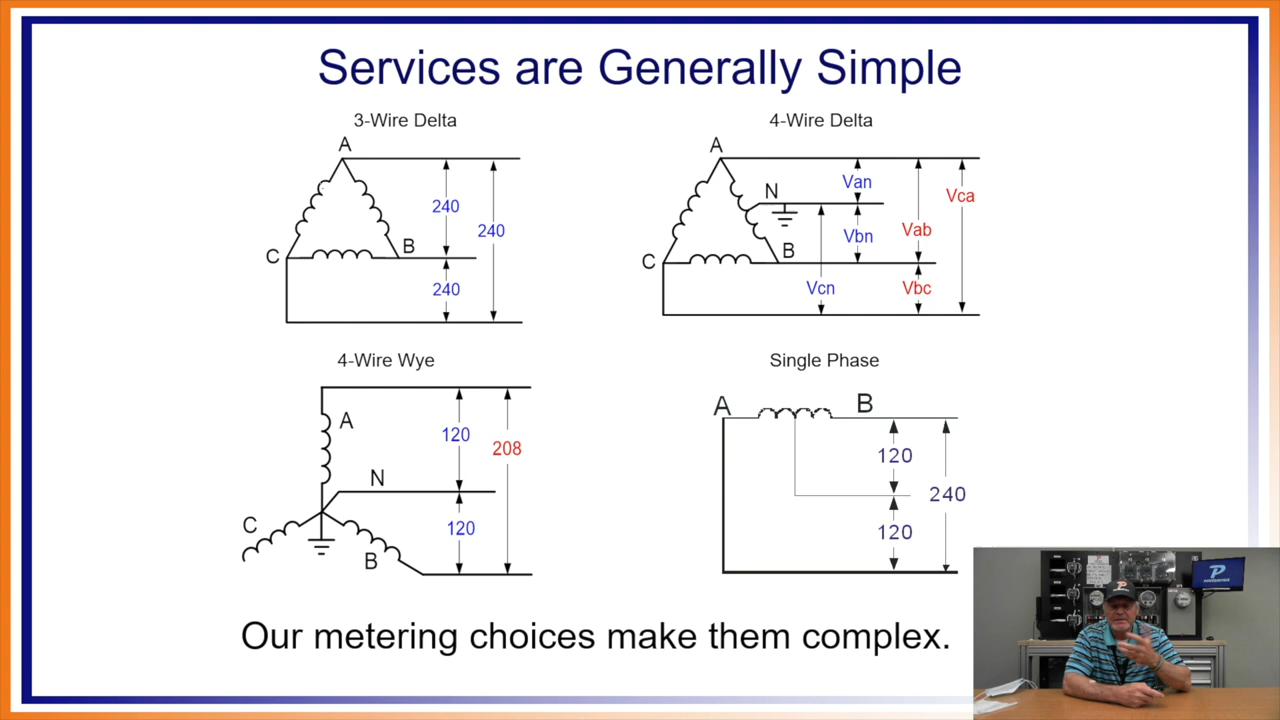 Services are Generally Simple
3-Wire Delta
A
B
C
240
240
240
4-Wire Delta
A
N
B
C
Van
Vbn
Vcn
Vab
Vbc
Vca
4-Wire Wye
A
N
C
B
120
120
208
Single Phase
A
B
120
120
240
Our metering choices make them complex.
P